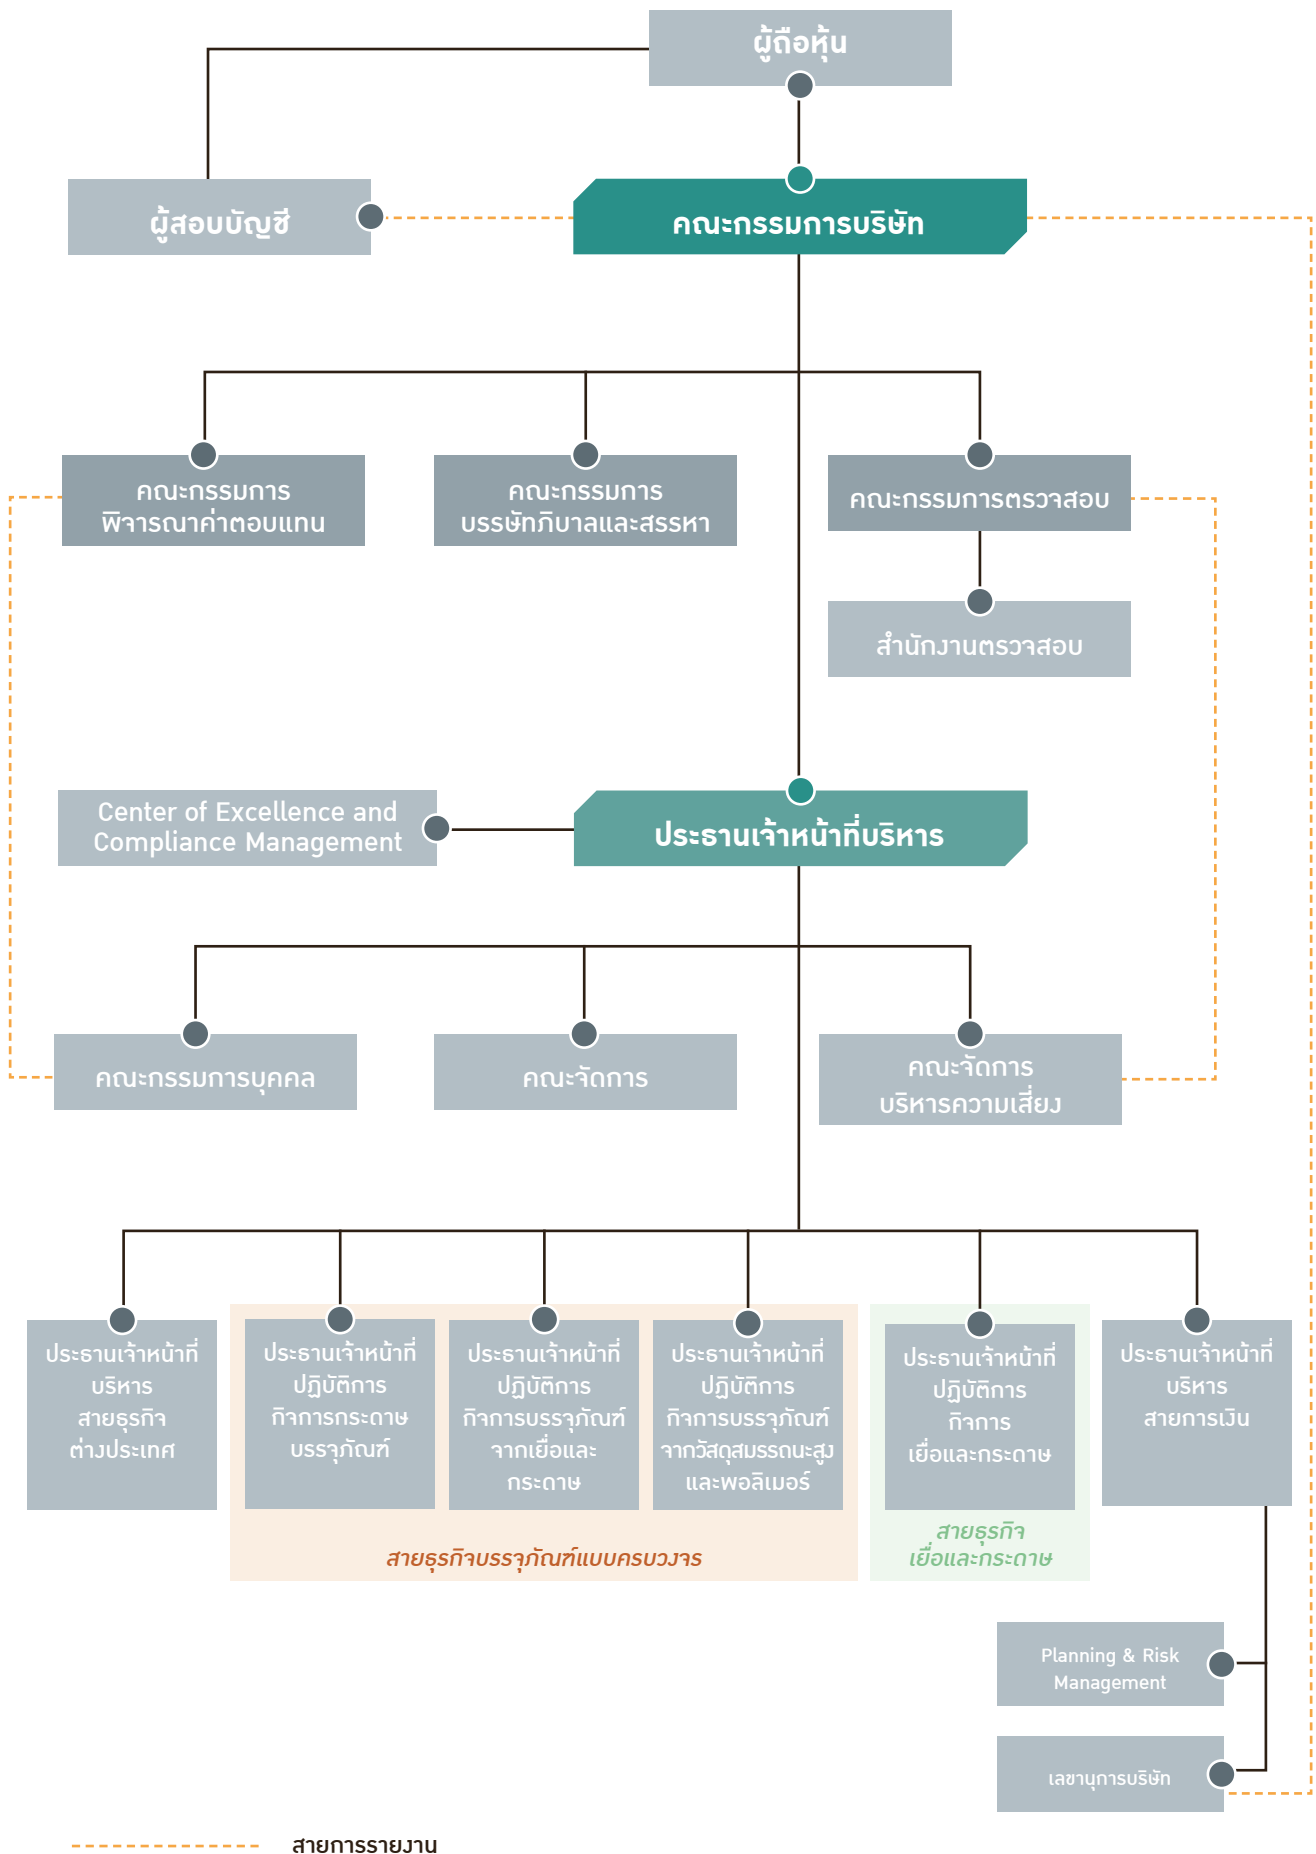 ผู้ถือหุ้น
ผู้สอบบัญชี
คณะกรรมการบริษัท
คณะกรรมการ
พิจารณาค่าตอบแทน
คณะกรรมการ
บรรษัทภิบาลและสรรหา
คณะกรรมการตรวจสอบ
สำนักงานตรวจสอบ
Center of Excellence and
Compliance Management
ประธานเจ้าหน้าที่บริหาร
คณะกรรมการบุคคล
คณะจัดการ
คณะจัดการ
บริหารความเสี่ยง
ประธานเจ้าหน้าที่
บริหาร
สายธุรกิจ
ต่างประเทศ
ประธานเจ้าหน้าที่
ปฏิบัติการ
กิจการกระดาษ
บรรจุภัณฑ์
ประธานเจ้าหน้าที่
ปฏิบัติการ
กิจการบรรจุภัณฑ์
จากเยื่อและ
กระดาษ
ประธานเจ้าหน้าที่
ปฏิบัติการ
กิจการบรรจุภัณฑ์
จากวัสดุสมรรถนะสูง
และพอลิเมอร์
ประธานเจ้าหน้าที่
ปฏิบัติการ
กิจการ
เยื่อและกระดาษ
ประธานเจ้าหน้าที่
บริหาร
สายการเงิน
สายธุรกิจบรรจุภัณฑ์แบบครบวงจร
สายธุรกิจ
เยื่อและกระดาษ
Planning & Risk
Management
เลขานุการบริษัท
สายการรายงาน